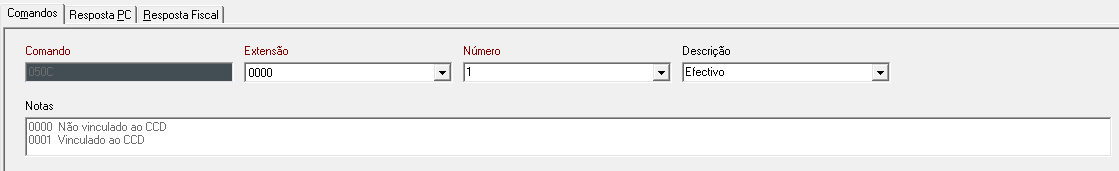 Comandos Resposta PC Resposta Fiscal
Comando Extensão Número Descrição
050C 0000 1 Efectivo
Notas
0000 Não vinculado ao CCD
0001 Vinculado ao CCD